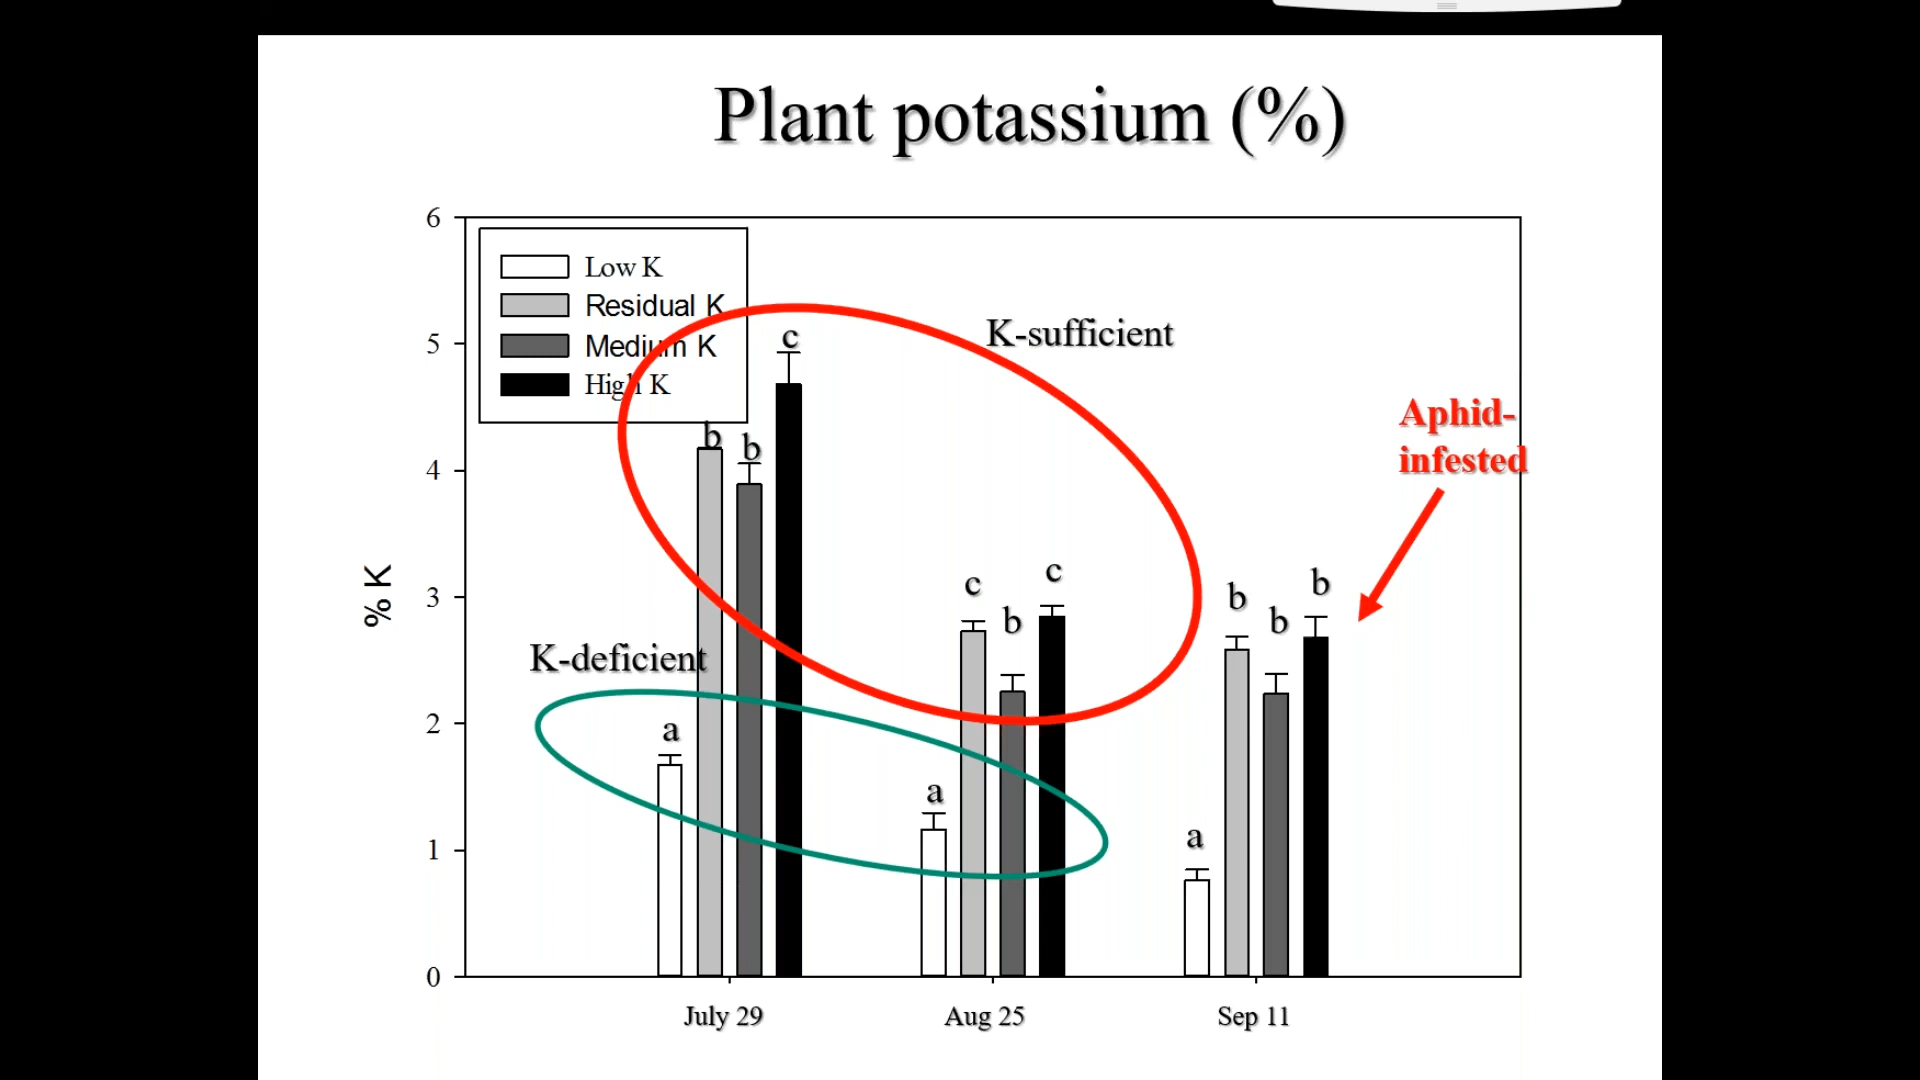 Plant potassium (%)
6
5
4
3
2
1
0
% K
Low K
Residual K
Medium K
High K
K-sufficient
K-deficient
Aphid-
infested
a
b
b
c
a
c
b
c
a
b
b
b
July 29
Aug 25
Sep 11